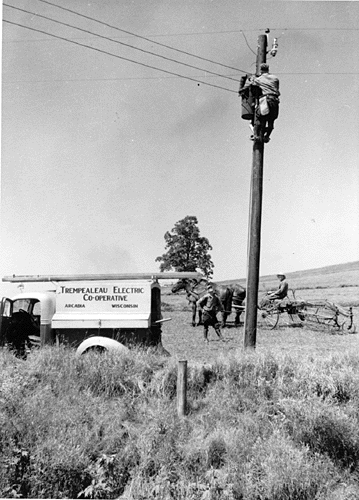 TREMPEALEAU ELECTRIC
CO-OPERATIVE
ARCADIA WISCONSIN